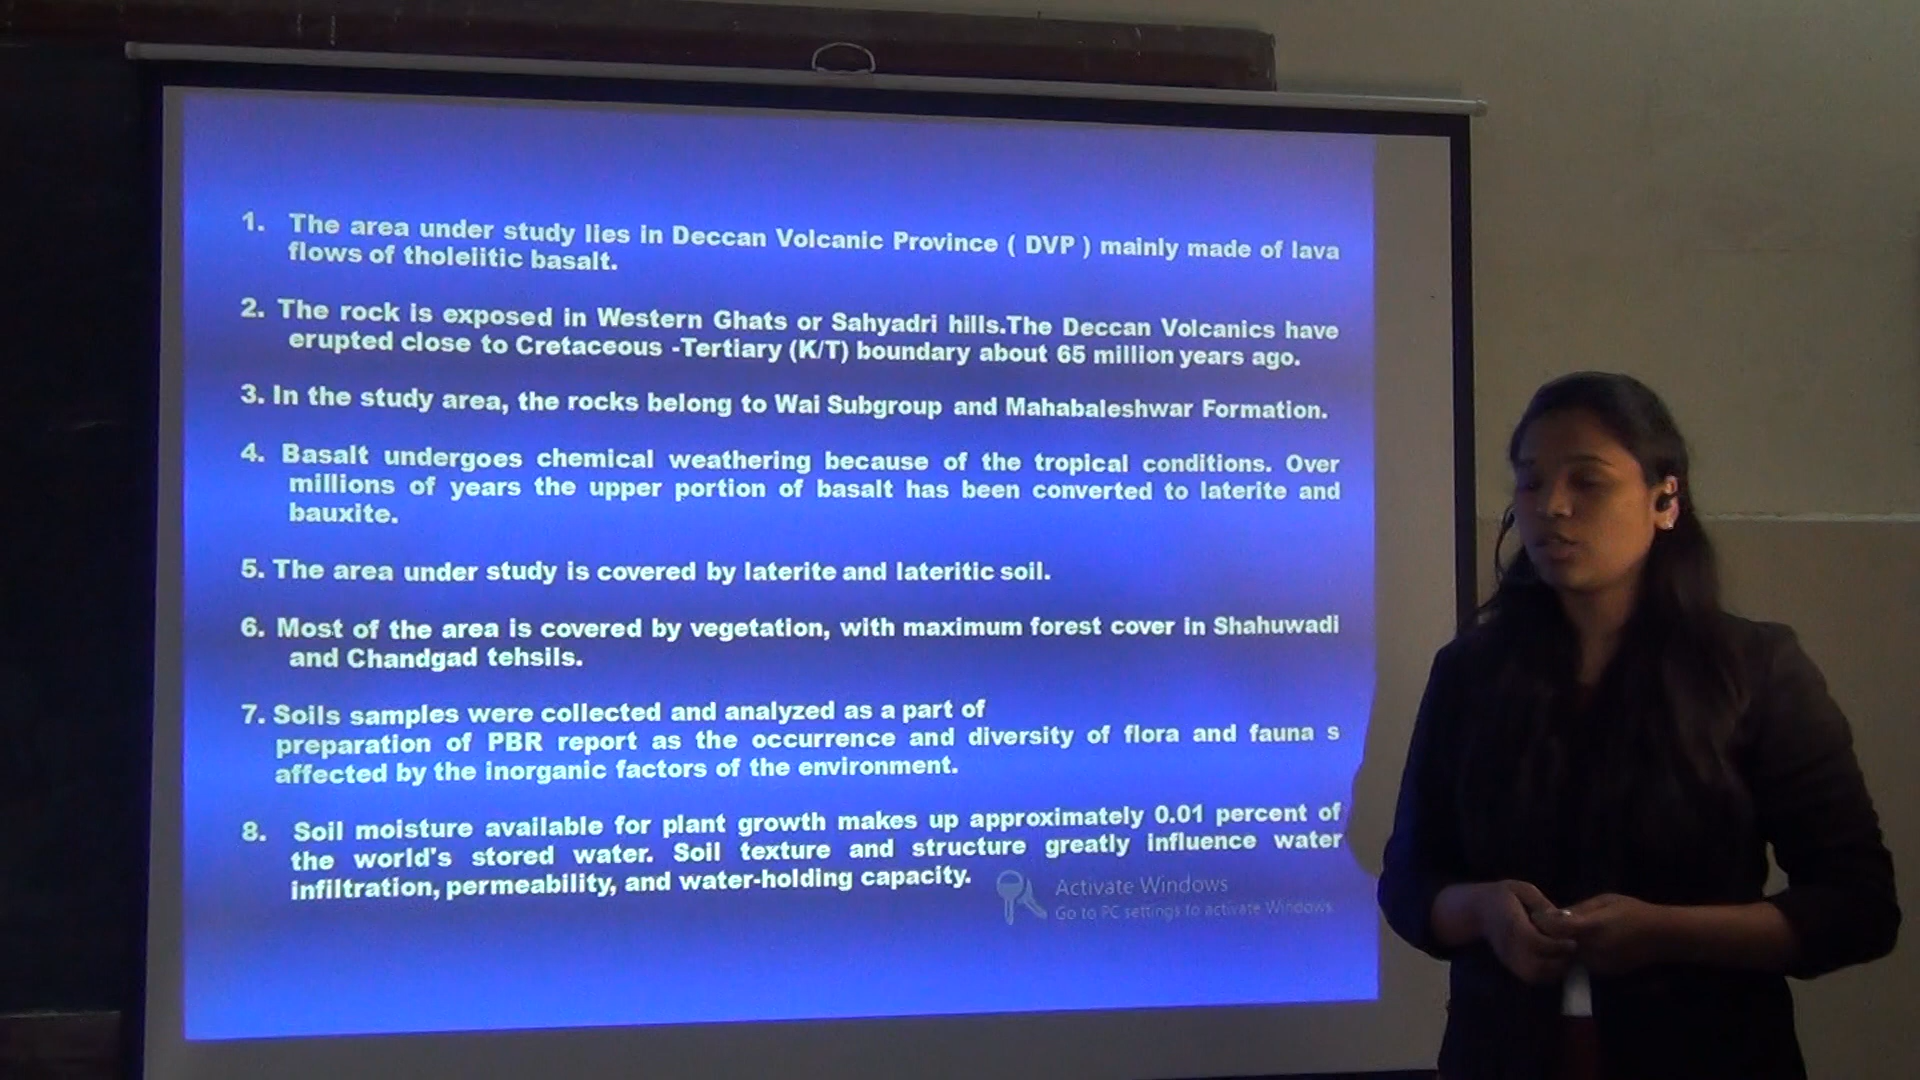 1. The area under study lies in Deccan Volcanic Province ( DVP ) mainly made of lava
flows of tholelitic basalt.
2. The rock is exposed in Western Ghats or Sahyadri hills.The Deccan Volcanics have
erupted close to Cretaceous -Tertiary (K/T) boundary about 65 million years ago.
3. In the study area, the rocks belong to Wai Subgroup and Mahabaleshwar Formation.
4. Basalt undergoes chemical weathering because of the tropical conditions. Over
millions of years the upper portion of basalt has been converted to laterite and
bauxite.
5. The area under study is covered by laterite and lateritic soil.
6. Most of the area is covered by vegetation, with maximum forest cover in Shahuwadi
and Chandgad tehsils.
7. Soils samples were collected and analyzed as a part of
preparation of PBR report as the occurrence and diversity of flora and fauna s
affected by the inorganic factors of the environment.
8. Soil moisture available for plant growth makes up approximately 0.01 percent of
the world's stored water. Soil texture and structure greatly influence water
infiltration, permeability, and water-holding capacity.
Activate Windows
Go to PC settings to activate Windows.